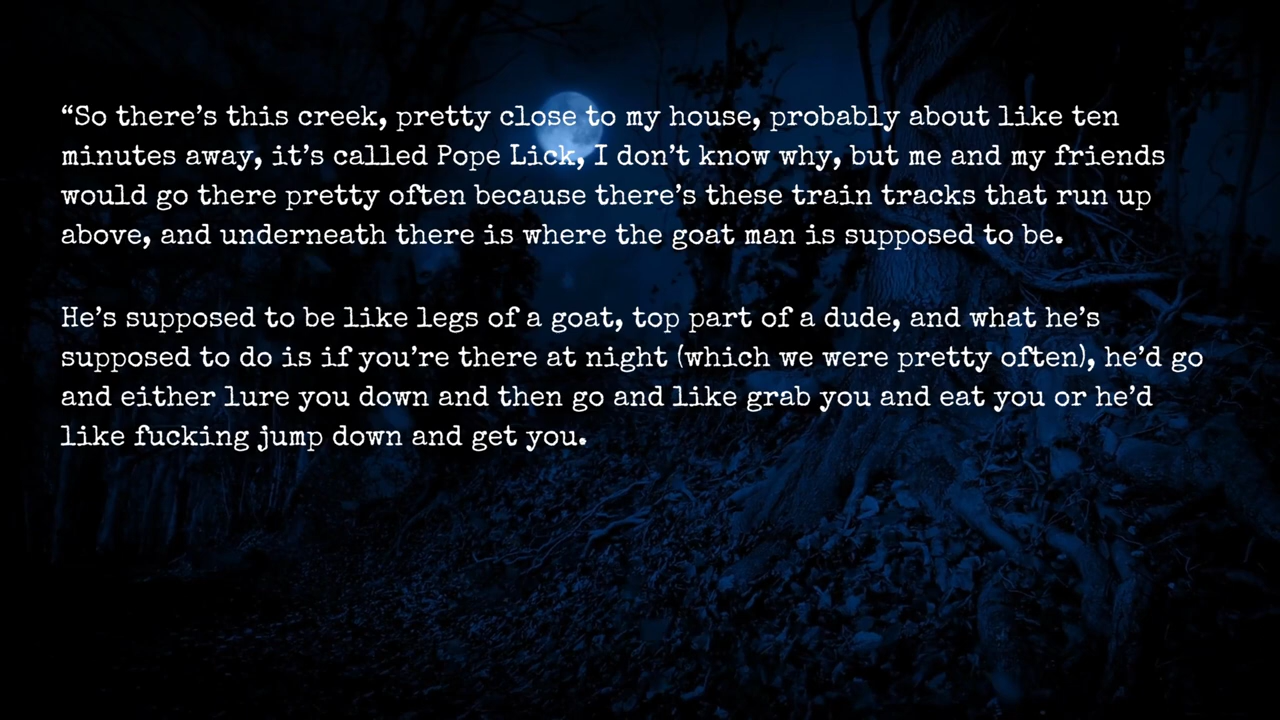 “So there’s this creek, pretty close to my house, probably about like ten
minutes away, it’s called Pope Lick, I don’t know why, but me and my friends
would go there pretty often because there’s these train tracks that run up
above, and underneath there is where the goat man is supposed to be.
He’s supposed to be like legs of a goat, top part of a dude, and what he’s
supposed to do is if you’re there at night (which we were pretty often), he’d go
and either lure you down and then go and like grab you and eat you or he’d
like fucking jump down and get you.